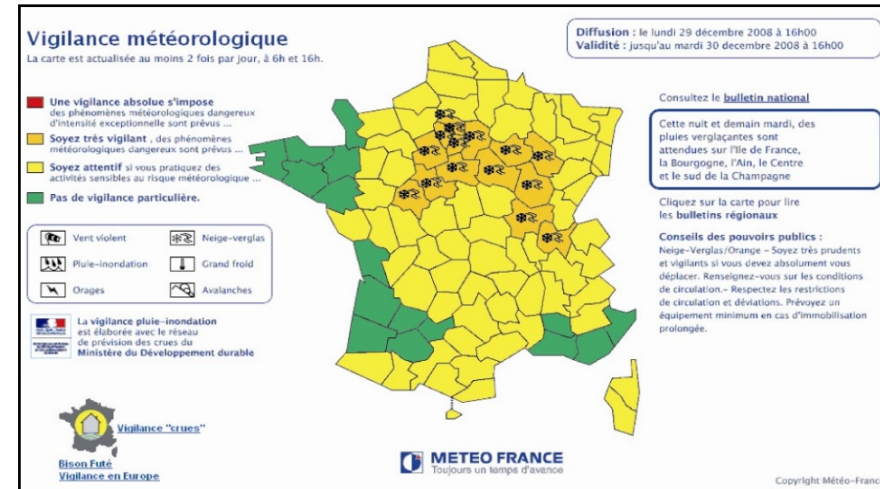 Vigilance météorologique
La carte est actualisée au moins 2 fois par jour, à 6h et 16h.
Diffusion : le lundi 29 décembre 2008 à 16h00
Validité : jusqu'au mardi 30 decembre 2008 à 16h00
Une vigilance absolue s'impose
des phénomènes météorologiques dangereux
d'intensité exceptionnelle sont prévus ...
Soyez très vigilant , des phénomènes
météorologiques dangereux sont prévus ...
Soyez attentif si vous pratiquez des
activités sensibles au risque météorologique ...
Pas de vigilance particulière.
Vent violent
Neige-verglas
Pluie-inondation
Grand froid
Orages
Avalanches
La vigilance pluie-inondation
est élaborée avec le réseau
de prévision des crues du
Ministère du Développement durable
Vigilance "crues"
Bison Futé
Vigilance en Europe
METEO FRANCE
Toujours un temps d'avance
Consultez le bulletin national
Cette nuit et demain mardi, des
pluies verglaçantes sont
attendues sur l'Ile de France,
la Bourgogne, l'Ain, le Centre
et le sud de la Champagne
Cliquez sur la carte pour lire
les bulletins régionaux
Conseils des pouvoirs publics :
Neige-Verglas/Orange - Soyez très prudents
et vigilants si vous devez absolument vous
déplacer. Renseignez-vous sur les conditions
de circulation.- Respectez les restrictions
de circulation et déviations. Prévoyez un
équipement minimum en cas d'immobilisation
prolongée.
Copyright Météo-France